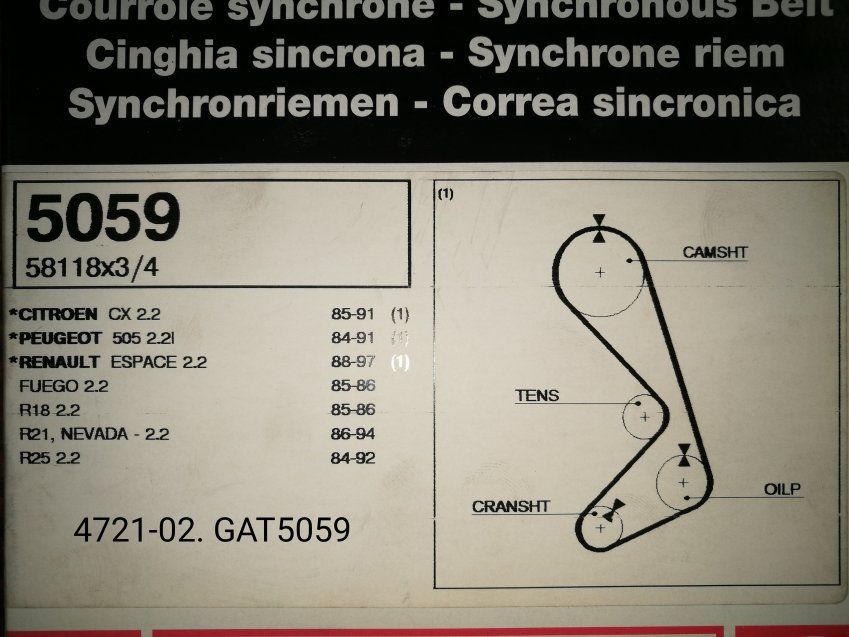 Courroie synchrone - Synchronous Belt
Cinghia sincrona - Synchrone riem
Synchronriemen - Correa sincronica
5059
58118x3/4
*CITROEN CX 2.2 85-91 (1)
*PEUGEOT 505 2.2I 84-91 (1)
*RENAULT ESPACE 2.2 88-97 (1)
FUEGO 2.2 85-86
R18 2.2 85-86
R21, NEVADA - 2.2 86-94
R25 2.2 84-92
4721-02. GAT5059
(1)
CAMSHT
TENS
OILP
CRANSHT